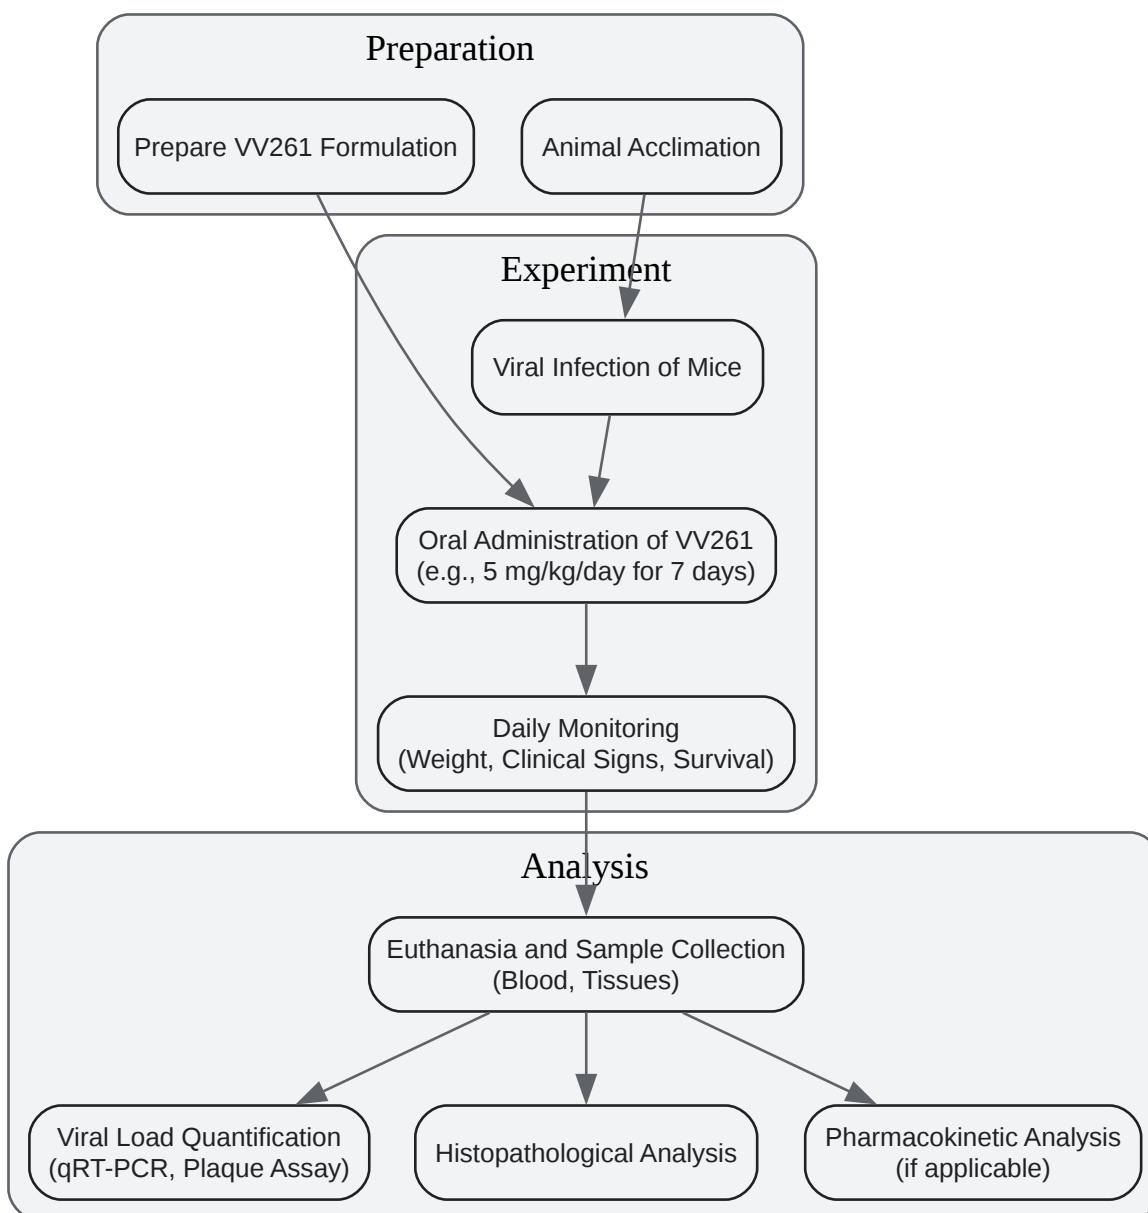 Preparation
Prepare VV261 Formulation
Animal Acclimation
Experiment
Viral Infection of Mice
Oral Administration of VV261
(e.g., 5 mg/kg/day for 7 days)
Daily Monitoring
(Weight, Clinical Signs, Survival)
Analysis
Euthanasia and Sample Collection
(Blood, Tissues)
Viral Load Quantification
(qRT-PCR, Plaque Assay)
Histopathological Analysis
Pharmacokinetic Analysis
(if applicable)